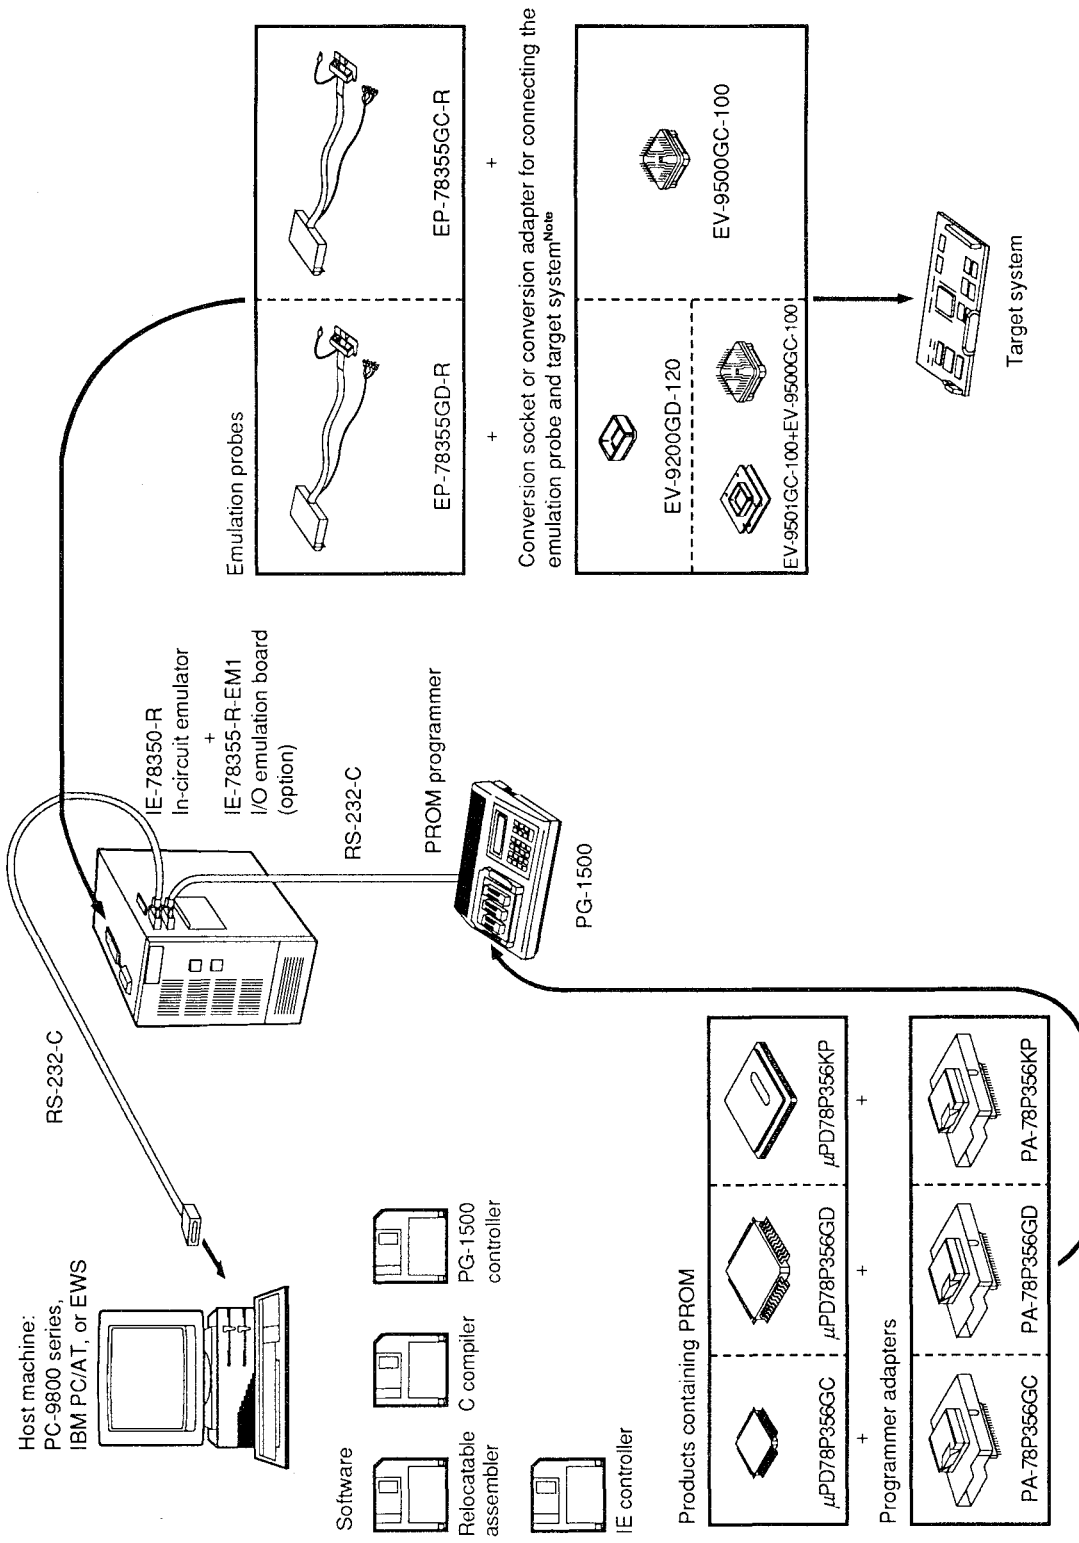 Host machine:
PC-9800 series,
IBM PC/AT, or EWS
RS-232-C
IE-78350-R
In-circuit emulator
+
IE-78355-R-EM1
I/O emulation board
(option)
Software
Relocatable
assembler
C compiler
PG-1500
controller
IE controller
RS-232-C
PROM programmer
PG-1500
Emulation probes
EP-78355GD-R
EP-78355GC-R
+
+
Conversion socket or conversion adapter for connecting the
emulation probe and target systemNote
EV-9200GD-120
EV-9500GC-100
EV-9501GC-100+EV-9500GC-100
Target system
Products containing PROM
μPD78P356GC
μPD78P356GD
μPD78P356KP
+
+
+
Programmer adapters
PA-78P356GC
PA-78P356GD
PA-78P356KP